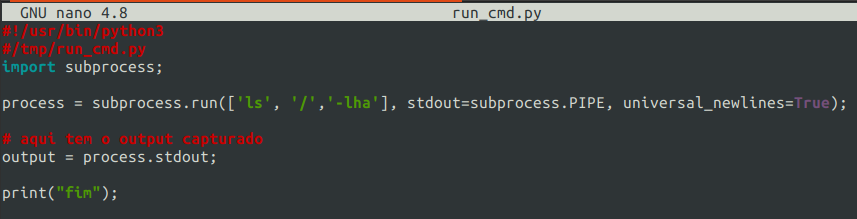 GNU nano 4.8 run_cmd.py
#!/usr/bin/python3
#/tmp/run_cmd.py
import subprocess;
process = subprocess.run(['ls', '/','-lha'], stdout=subprocess.PIPE, universal_newlines=True);
# aqui tem o output capturado
output = process.stdout;
print("fim");